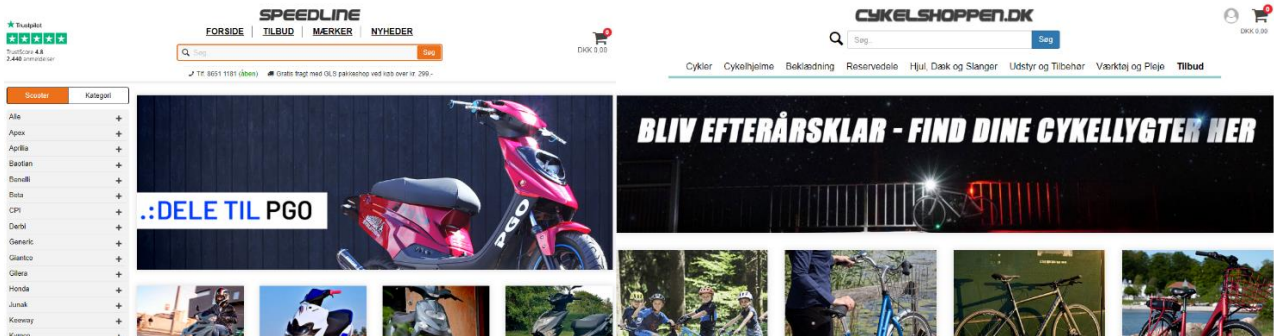 Trustpilot
TrustScore 4.8
2.448 anmeldelser
SPEEDLINE
FORSIDE TILBUD MÆRKER NYHEDER
Søg
Søg
0
DKK 0,00
Tlf. 8651 1181 (åben) Gratis fragt med GLS pakkeshop ved køb over kr. 299,-
Scooter Kategori
Alle +
Apex +
Aprilia +
Baotian +
Benelli +
Beta +
CPI +
Derbi +
Generic +
Giantco +
Gilera +
Honda +
Junak +
Keeway +
Kymco
.:DELE TIL PGO
PGO
CYKELSHOPPEN.DK
Søg..
Søg
0
DKK 0,00
Cykler Cykelhjelme Beklædning Reservedele Hjul, Dæk og Slanger Udstyr og Tilbehør Værktøj og Pleje Tilbud
BLIV EFTERÅRSKLAR - FIND DINE CYKELLYGTER HER